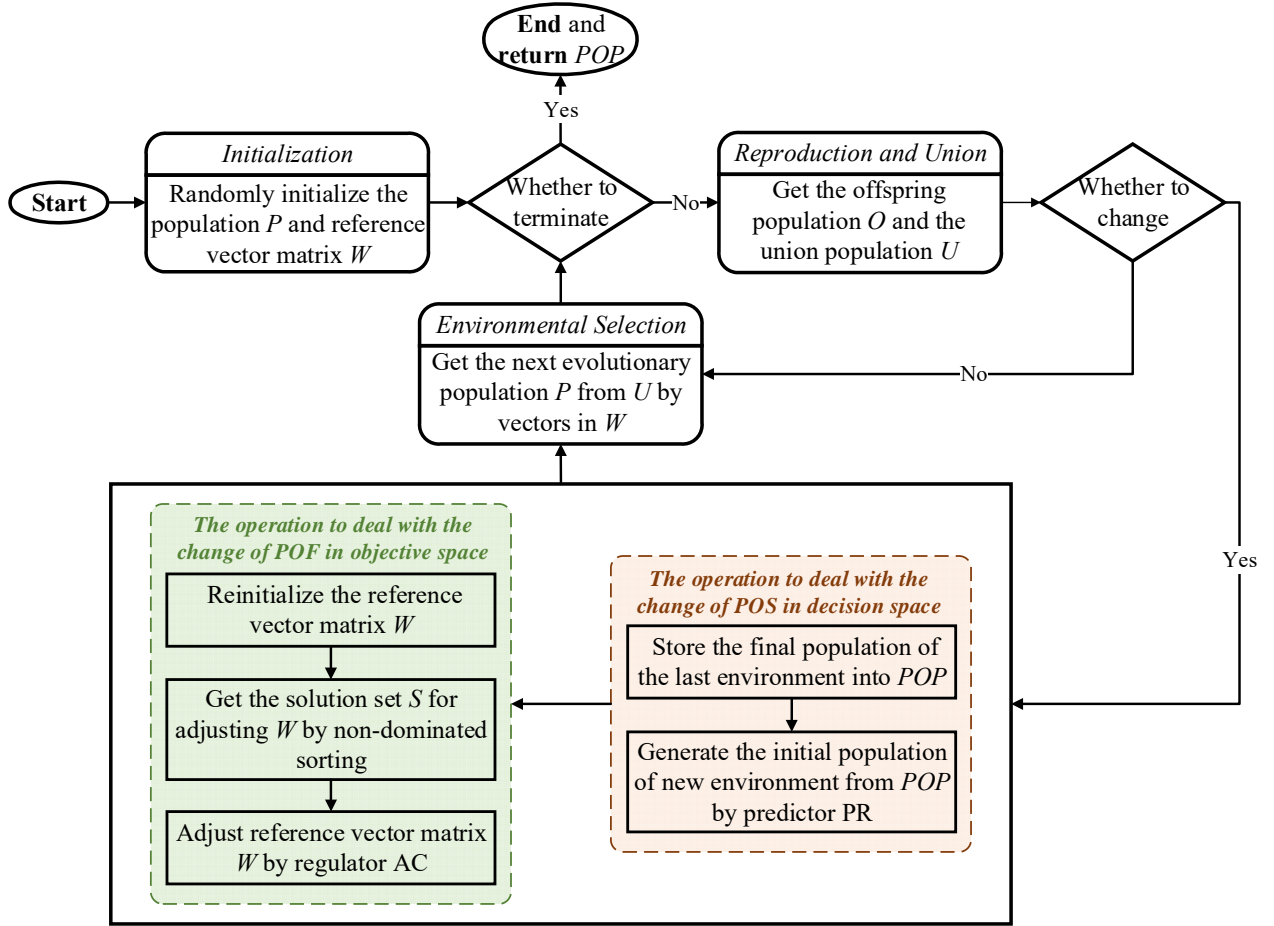 End and
return POP
Yes
Initialization
Randomly initialize the
population P and reference
vector matrix W
Start
Whether to
terminate
No
Reproduction and Union
Get the offspring
population O and the
union population U
Whether to
change
Environmental Selection
Get the next evolutionary
population P from U by
vectors in W
No
Yes
The operation to deal with the
change of POF in objective space
Reinitialize the reference
vector matrix W
Get the solution set S for
adjusting W by non-dominated
sorting
Adjust reference vector matrix
W by regulator AC
The operation to deal with the
change of POS in decision space
Store the final population of
the last environment into POP
Generate the initial population
of new environment from POP
by predictor PR